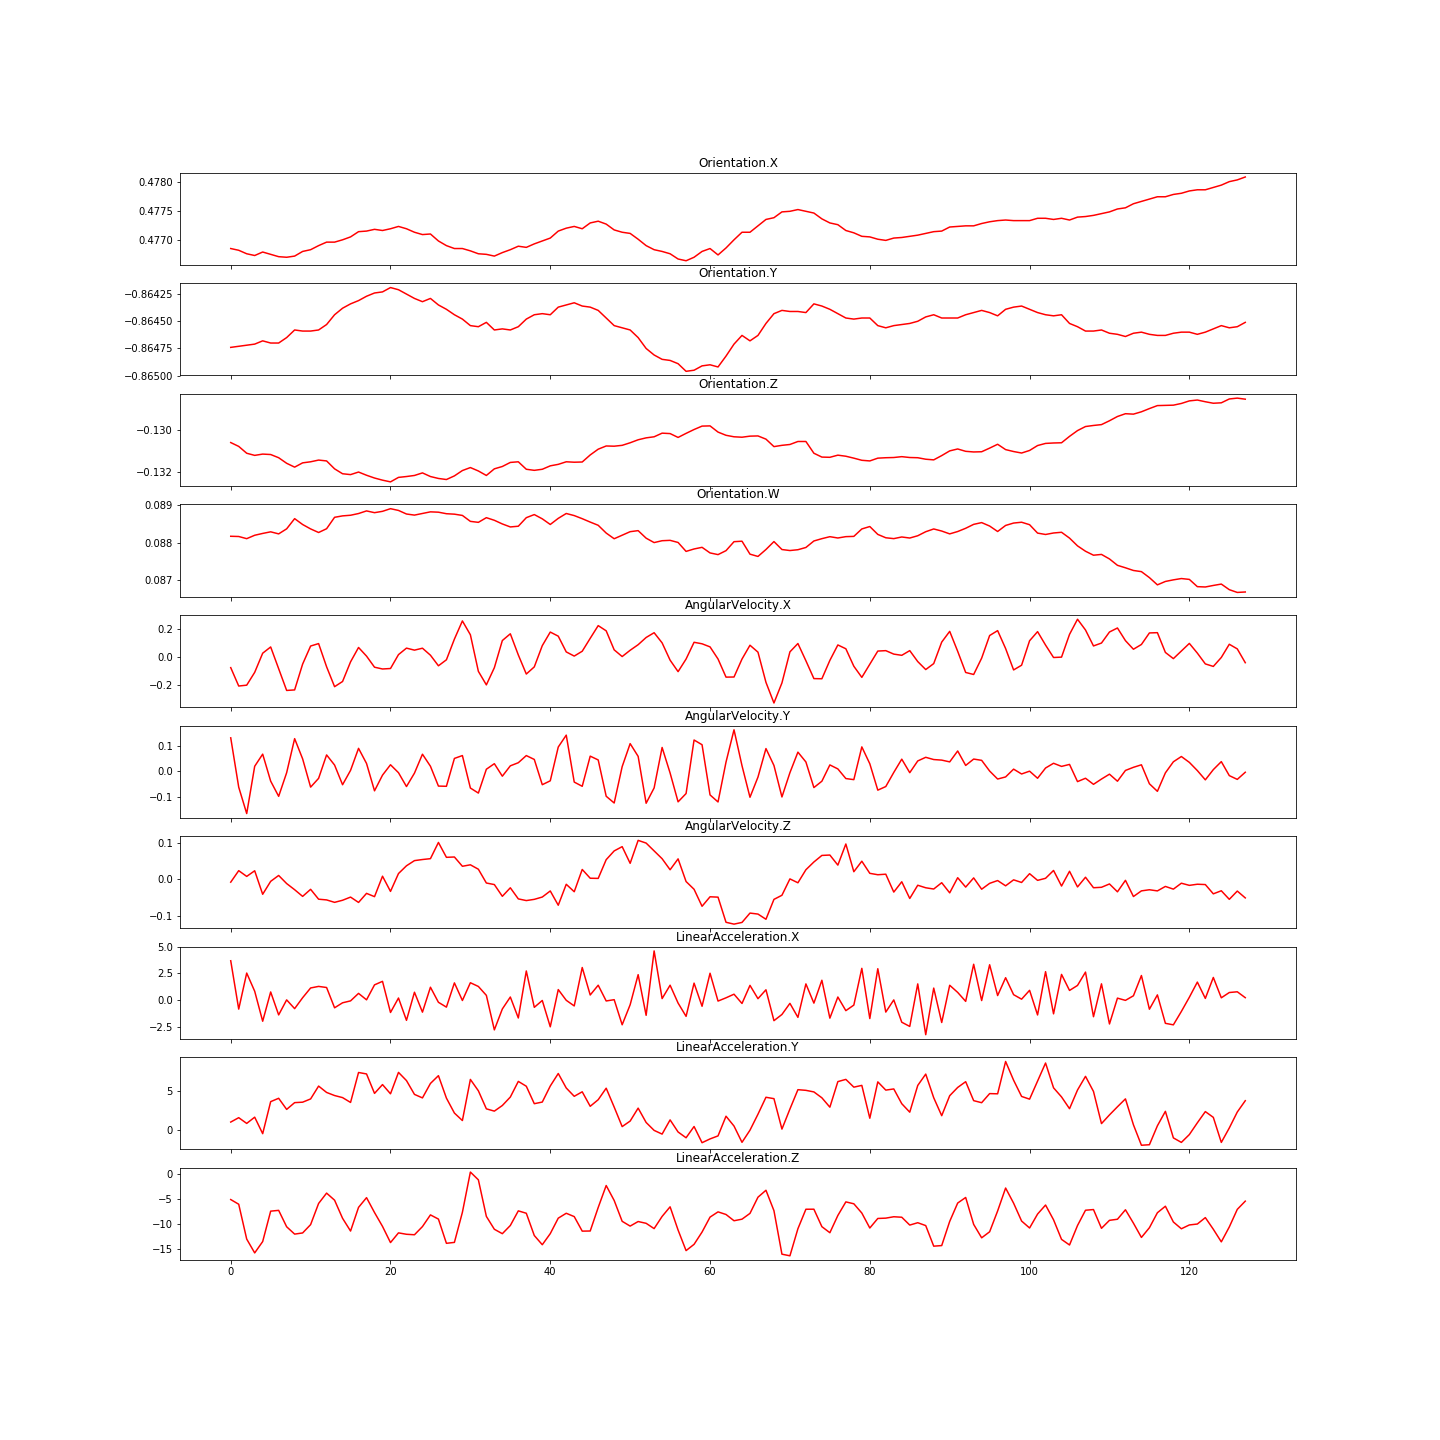 Orientation.X
0.4780
0.4775
0.4770
Orientation.Y
−0.86425
−0.86450
−0.86475
−0.86500
Orientation.Z
−0.130
−0.132
Orientation.W
0.089
0.088
0.087
AngularVelocity.X
0.2
0.0
−0.2
AngularVelocity.Y
0.1
0.0
−0.1
AngularVelocity.Z
0.1
0.0
−0.1
LinearAcceleration.X
5.0
2.5
0.0
−2.5
LinearAcceleration.Y
5
0
LinearAcceleration.Z
0
−5
−10
−15
0 20 40 60 80 100 120